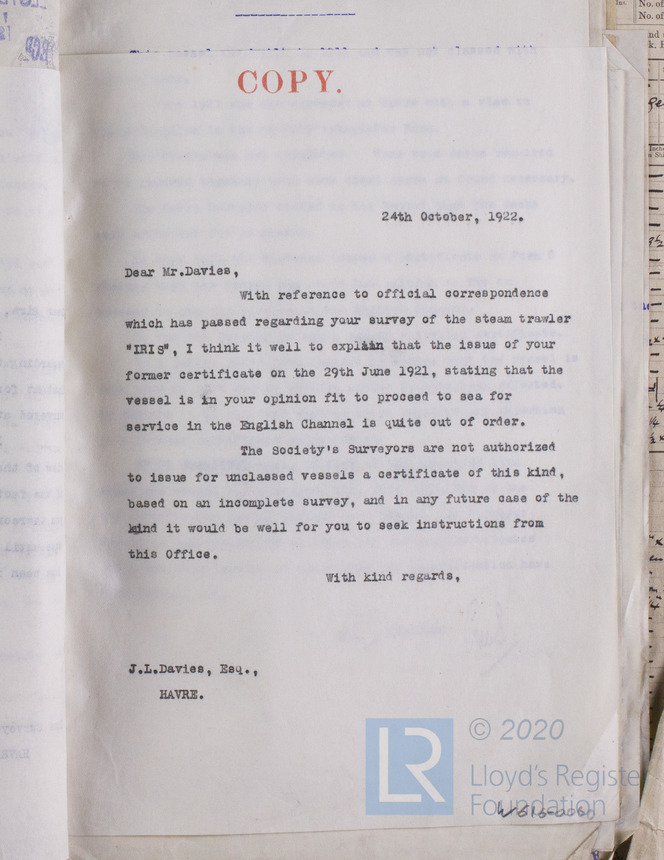 COPY.
24th October, 1922.
Dear Mr.Davies,
With reference to official correspondence
which has passed regarding your survey of the steam trawler
"IRIS", I think it well to explain that the issue of your
former certificate on the 29th June 1921, stating that the
vessel is in your opinion fit to proceed to sea for
service in the English Channel is quite out of order.
The Society's Surveyors are not authorized
to issue for unclassed vessels a certificate of this kind,
based on an incomplete survey, and in any future case of the
kind it would be well for you to seek instructions from
this Office.
With kind regards,
J.L.Davies, Esq.,
HAVRE.
LR
© 2020
Lloyd's Register
Foundation